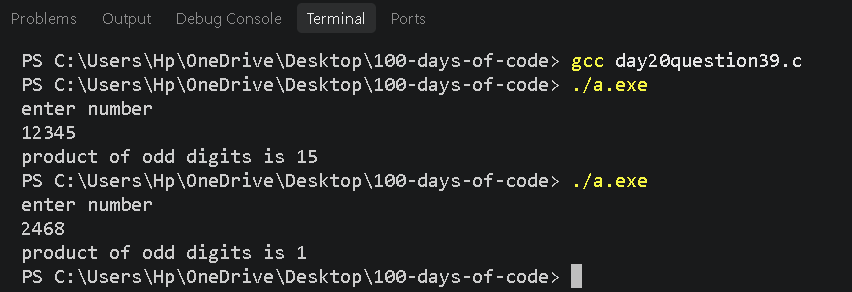 Problems Output Debug Console Terminal Ports
PS C:\Users\Hp\OneDrive\Desktop\100-days-of-code> gcc day20question39.c
PS C:\Users\Hp\OneDrive\Desktop\100-days-of-code> ./a.exe
enter number
12345
product of odd digits is 15
PS C:\Users\Hp\OneDrive\Desktop\100-days-of-code> ./a.exe
enter number
2468
product of odd digits is 1
PS C:\Users\Hp\OneDrive\Desktop\100-days-of-code>